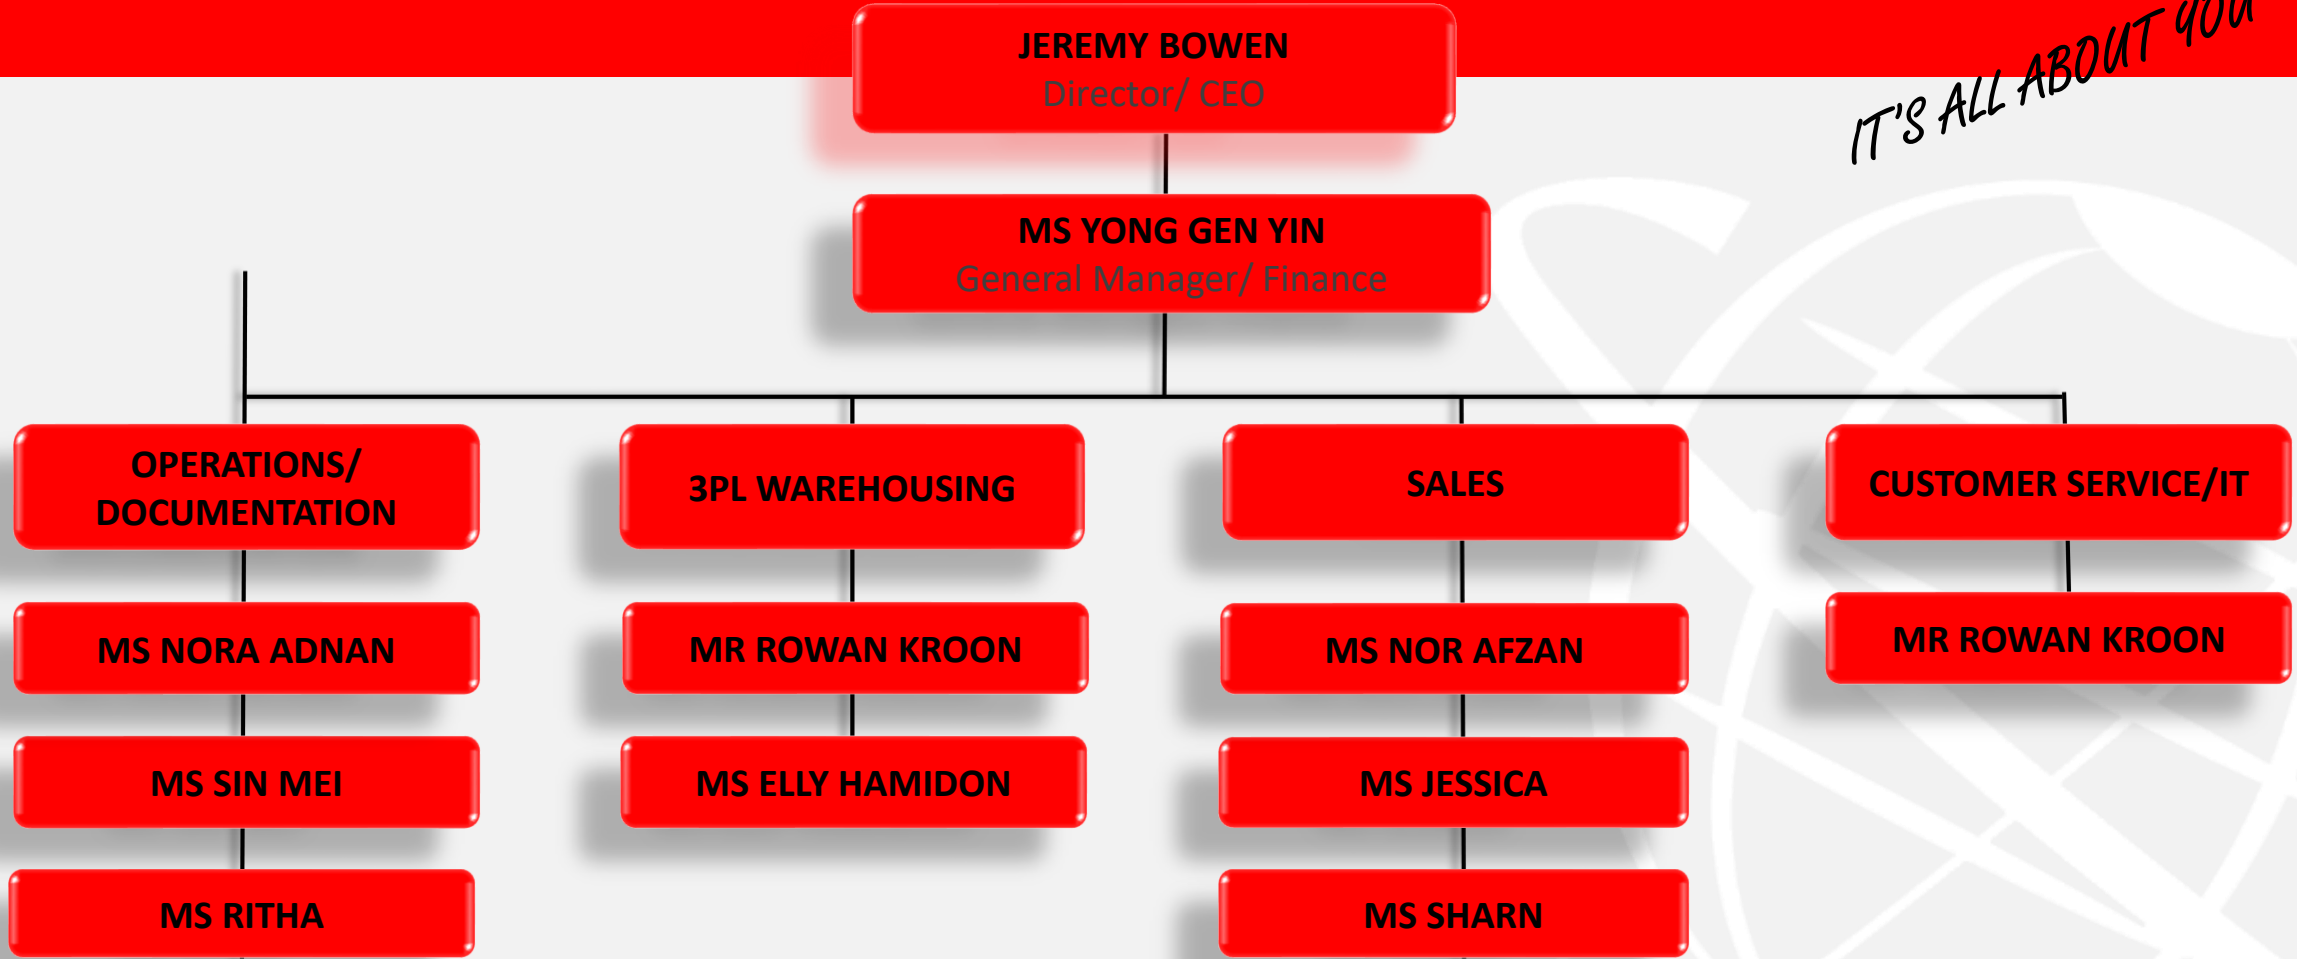 JEREMY BOWEN
Director/ CEO
IT'S ALL ABOUT YOU
MS YONG GEN YIN
General Manager/ Finance
OPERATIONS/
DOCUMENTATION
3PL WAREHOUSING
SALES
CUSTOMER SERVICE/IT
MS NORA ADNAN
MR ROWAN KROON
MS NOR AFZAN
MR ROWAN KROON
MS SIN MEI
MS ELLY HAMIDON
MS JESSICA
MS RITHA
MS SHARN